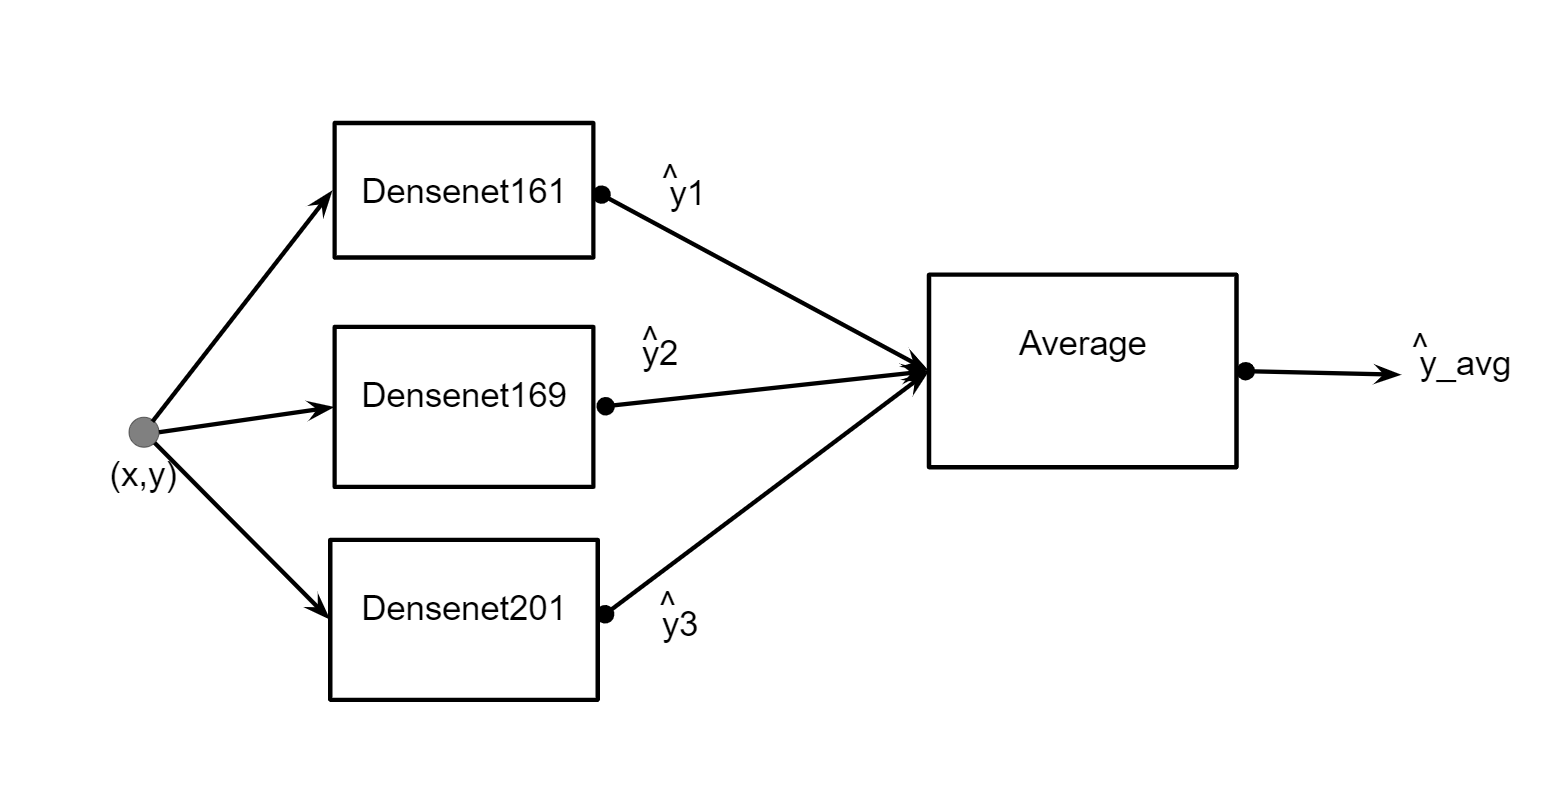 Densenet161
^
y1
Densenet169
^
y2
Average
^
y_avg
(x,y)
Densenet201
^
y3